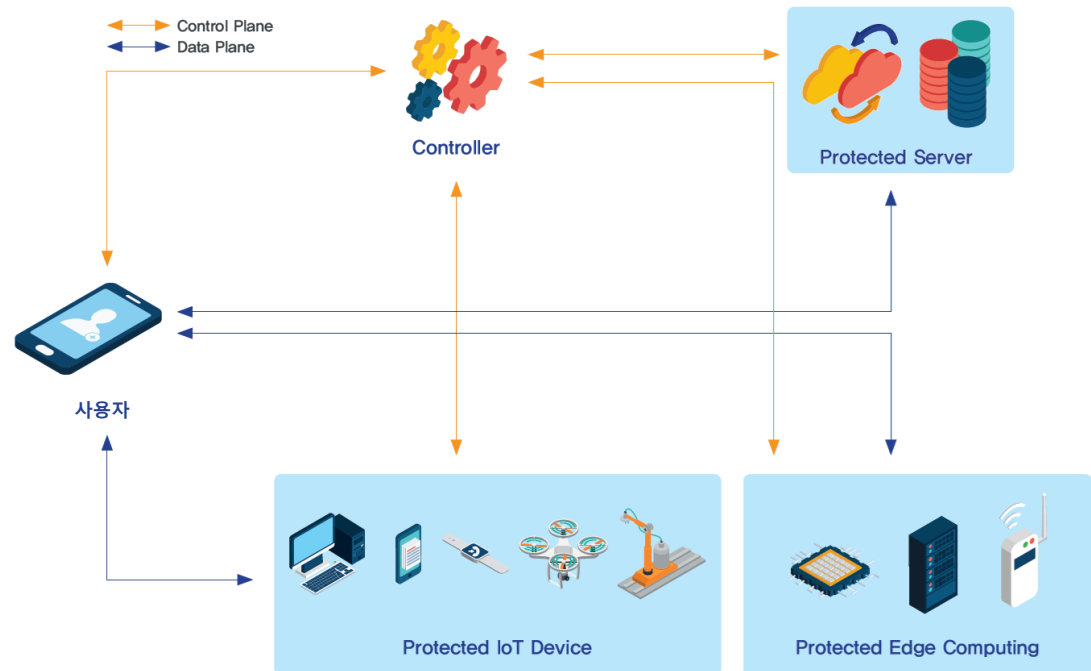 Control Plane
Data Plane
Controller
Protected Server
사용자
Protected IoT Device
Protected Edge Computing